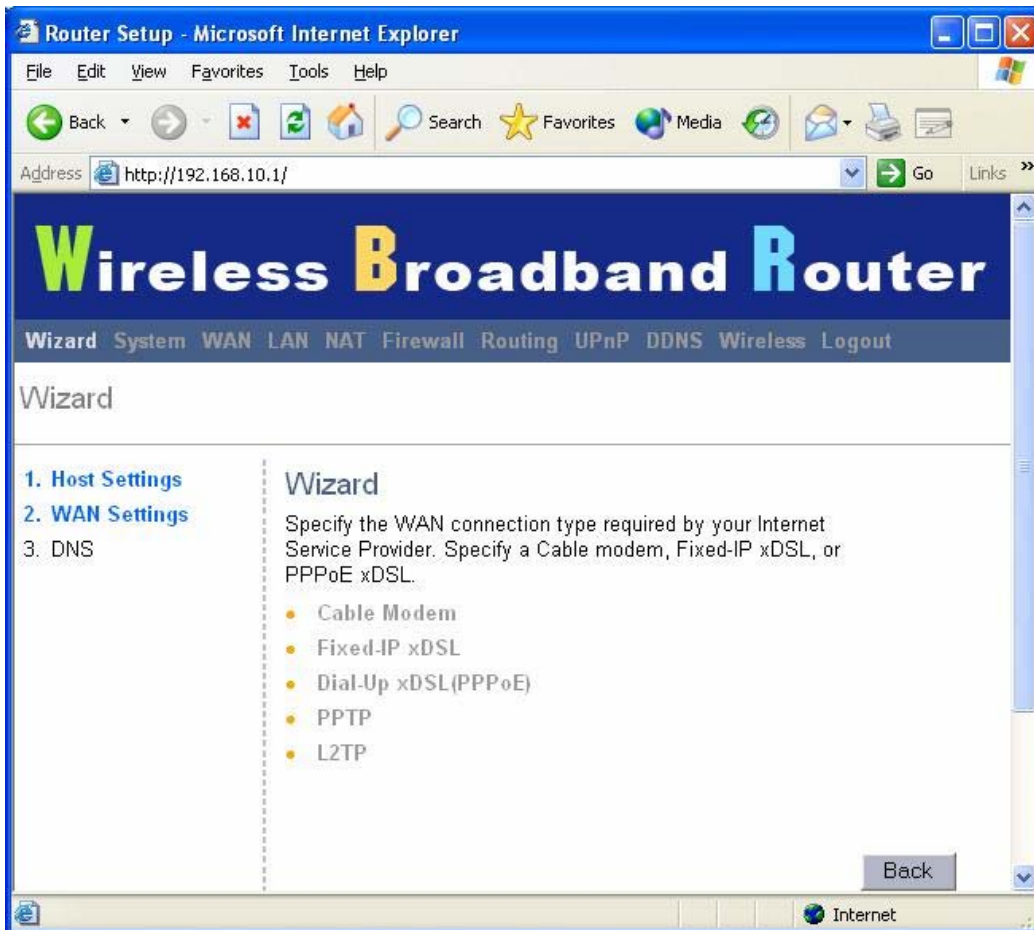 Router Setup - Microsoft Internet Explorer
File Edit View Favorites Tools Help
Back Search Favorites Media
Address http://192.168.10.1/ Go Links »
Wireless Broadband Router
Wizard System WAN LAN NAT Firewall Routing UPnP DDNS Wireless Logout
Wizard
1. Host Settings
2. WAN Settings
3. DNS
Wizard
Specify the WAN connection type required by your Internet
Service Provider. Specify a Cable modem, Fixed-IP xDSL, or
PPPoE xDSL.
• Cable Modem
• Fixed-IP xDSL
• Dial-Up xDSL(PPPoE)
• PPTP
• L2TP
Back
Internet